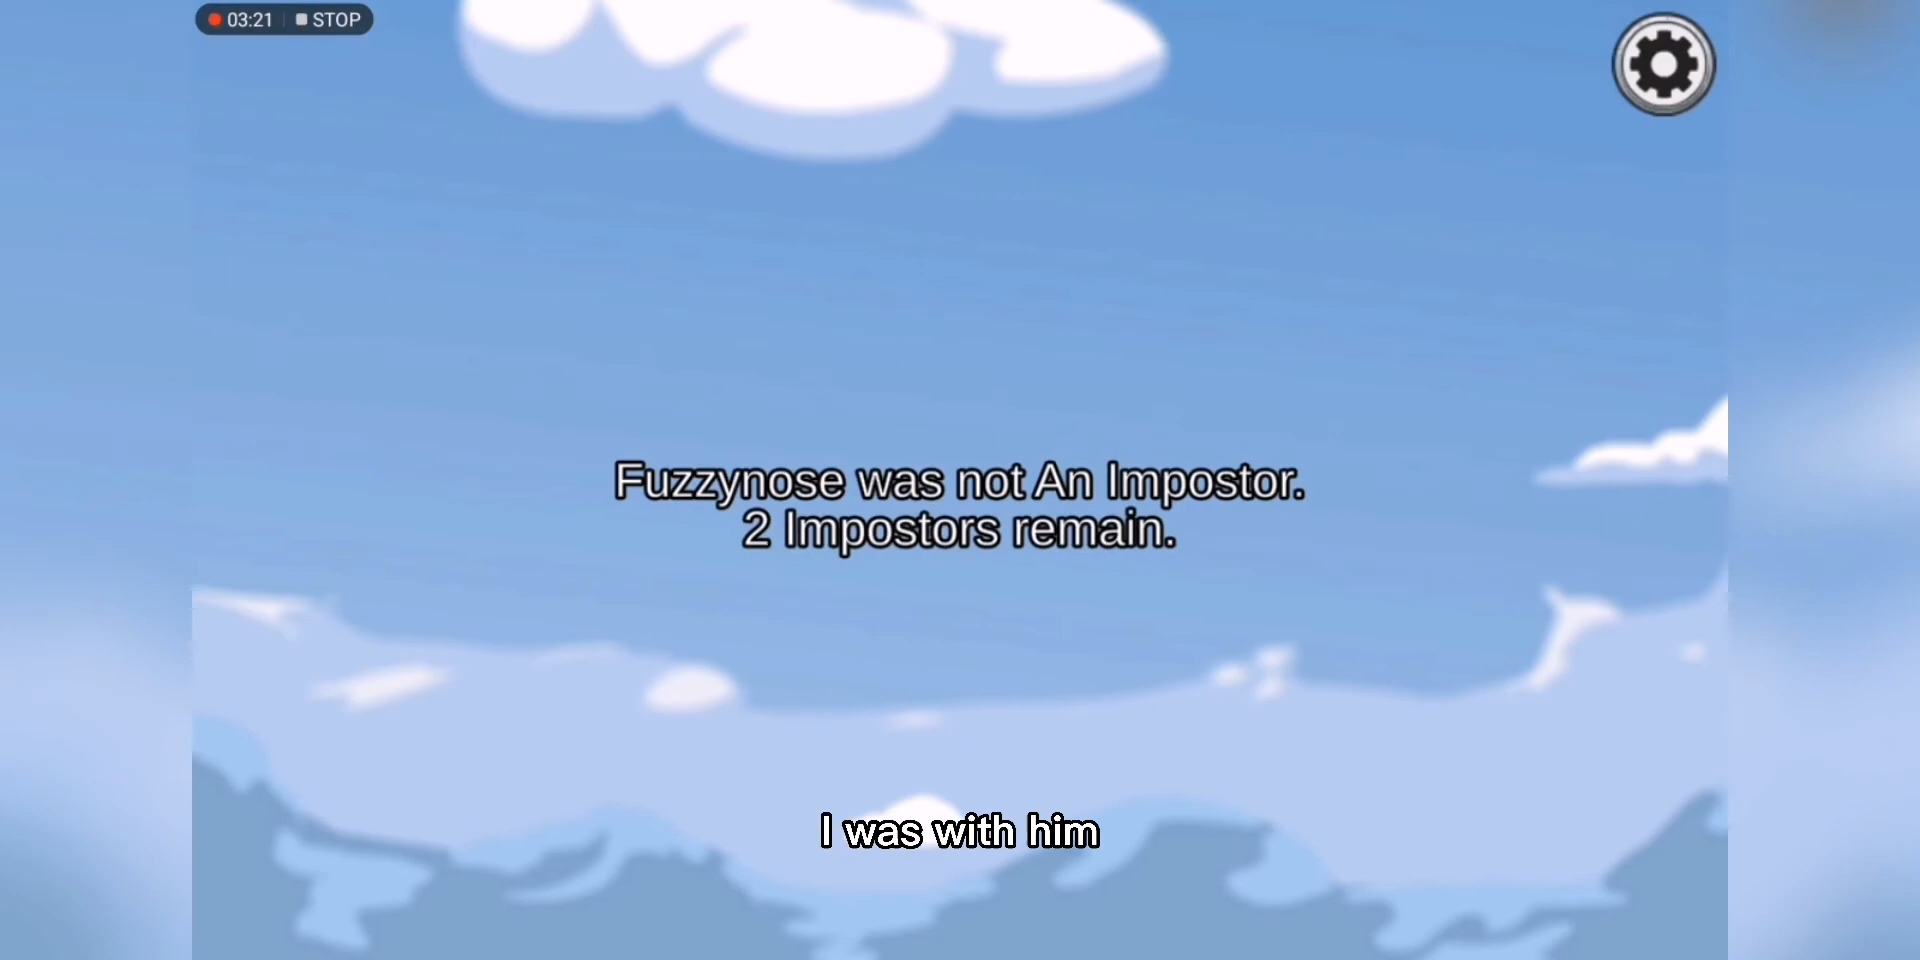 03:21 STOP
Fuzzynose was not An Impostor.
2 Impostors remain.
I was with him